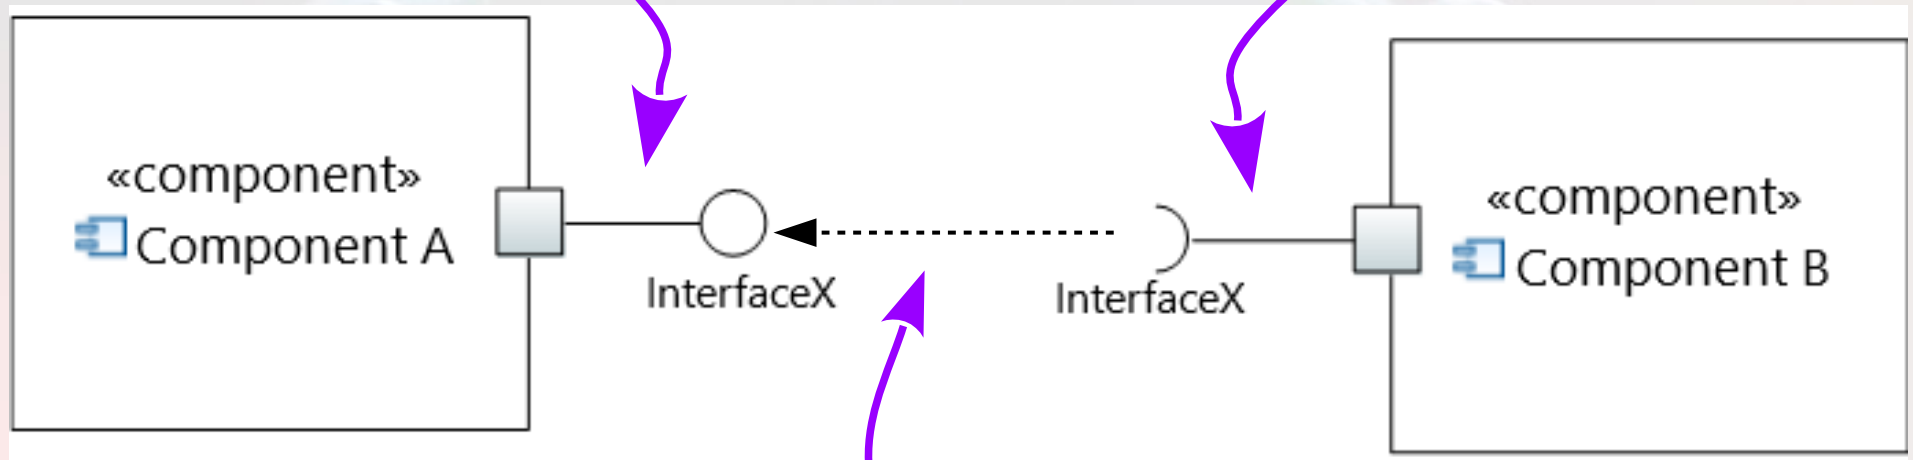 «component»
Component A
InterfaceX
InterfaceX
«component»
Component B